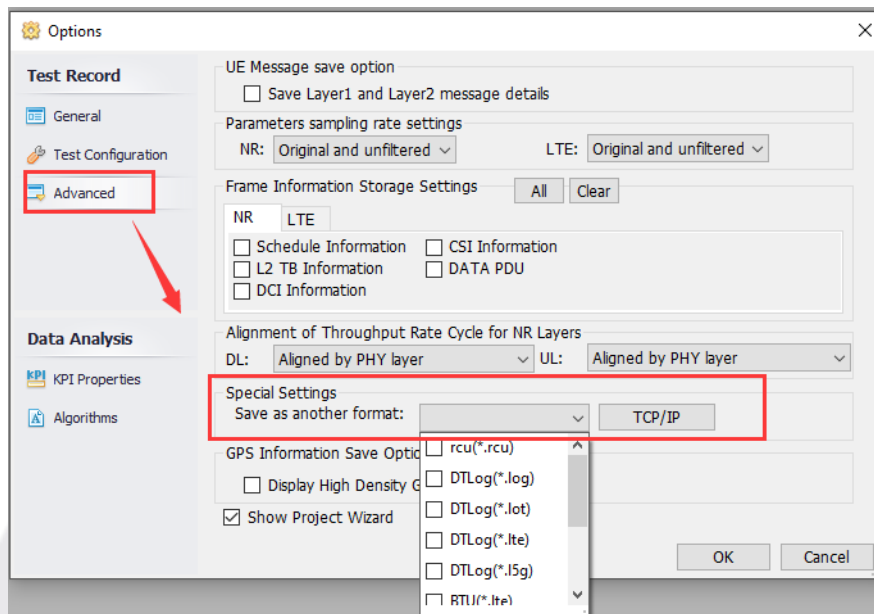 Options
Test Record
General
Test Configuration
Advanced
Data Analysis
KPI KPI Properties
A Algorithms
UE Message save option
Save Layer1 and Layer2 message details
Parameters sampling rate settings
NR: Original and unfiltered LTE: Original and unfiltered
Frame Information Storage Settings All Clear
NR LTE
Schedule Information CSI Information
L2 TB Information DATA PDU
DCI Information
Alignment of Throughput Rate Cycle for NR Layers
DL: Aligned by PHY layer UL: Aligned by PHY layer
Special Settings
Save as another format: TCP/IP
rcu(*.rcu)
GPS Information Save Optio
DTLog(*.log)
Display High Density G
DTLog(*.lot)
Show Project Wizard
DTLog(*.lte)
DTLog(*.l5g)
BTU(*.lte)
OK Cancel